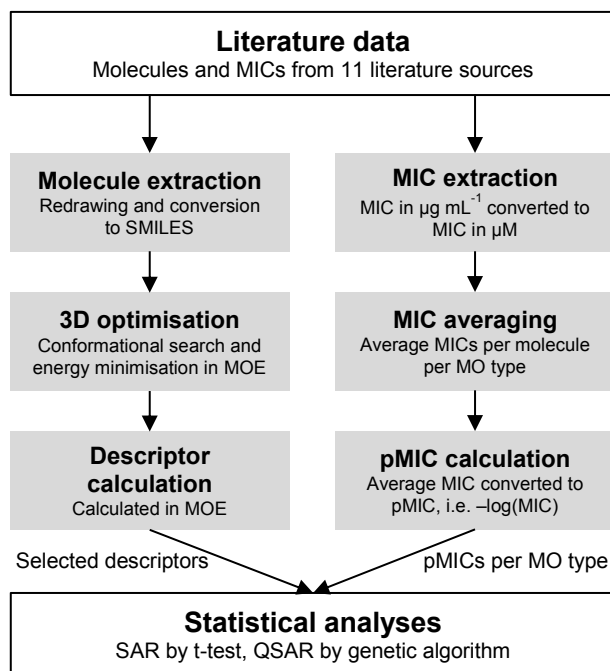 Literature data
Molecules and MICs from 11 literature sources
Molecule extraction
Redrawing and conversion
to SMILES
MIC extraction
MIC in µg mL⁻¹ converted to
MIC in µM
3D optimisation
Conformational search and
energy minimisation in MOE
MIC averaging
Average MICs per molecule
per MO type
Descriptor
calculation
Calculated in MOE
pMIC calculation
Average MIC converted to
pMIC, i.e. –log(MIC)
Selected descriptors
pMICs per MO type
Statistical analyses
SAR by t-test, QSAR by genetic algorithm